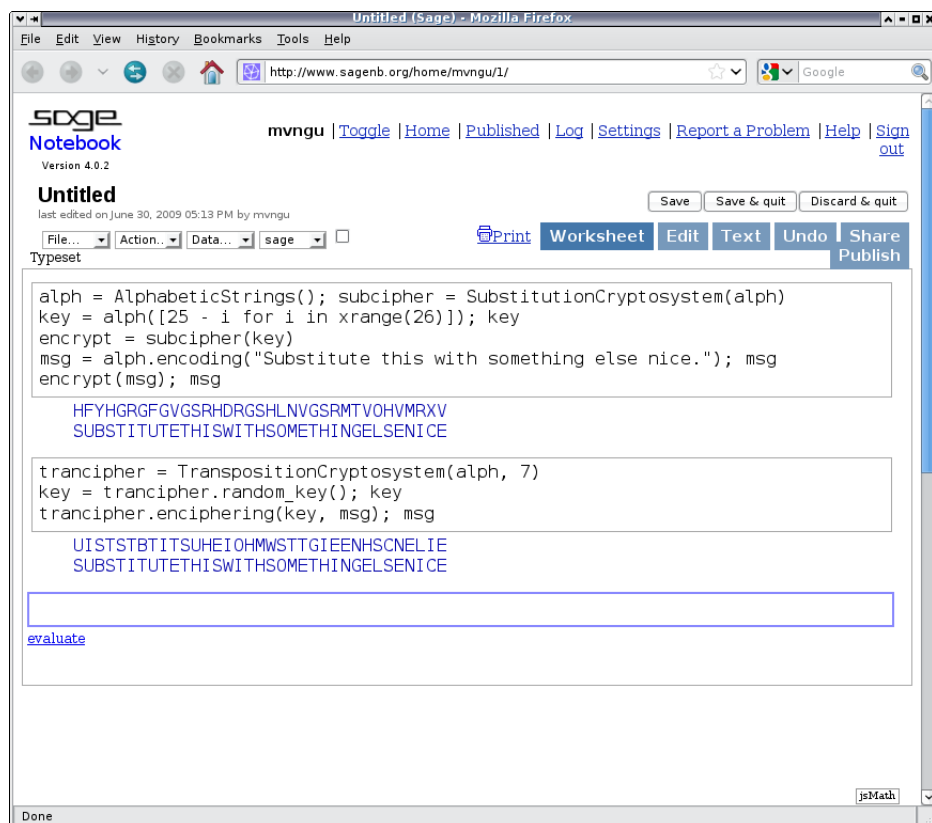 Untitled (Sage) - Mozilla Firefox
File Edit View History Bookmarks Tools Help
http://www.sagenb.org/home/mvngu/1/ Google
sage
Notebook
Version 4.0.2
mvngu | Toggle | Home | Published | Log | Settings | Report a Problem | Help | Sign
out
Untitled
last edited on June 30, 2009 05:13 PM by mvngu
Save Save & quit Discard & quit
File... Action.. Data... sage
Typeset
Print Worksheet Edit Text Undo Share
Publish
alph = AlphabeticStrings(); subcipher = SubstitutionCryptosystem(alph)
key = alph([25 - i for i in xrange(26)]); key
encrypt = subcipher(key)
msg = alph.encoding("Substitute this with something else nice."); msg
encrypt(msg); msg
HFYHGRGFGVGSRHDRGSHLNVGSRMTVOHVMRXV
SUBSTITUTETHISWITHSOMETHINGELSENICE
trancipher = TranspositionCryptosystem(alph, 7)
key = trancipher.random_key(); key
trancipher.enciphering(key, msg); msg
UISTSTBTITSUHEIOHMWSTTGIEENHSCNELIE
SUBSTITUTETHISWITHSOMETHINGELSENICE
evaluate
jsMath
Done